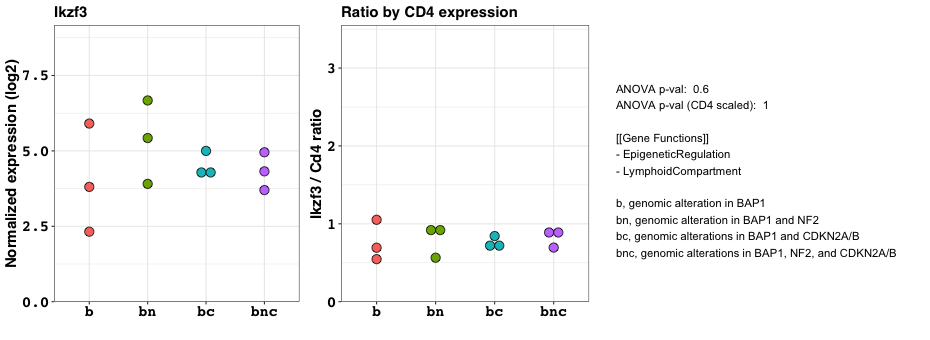 Ikzf3
Normalized expression (log2)
7.5
5.0
2.5
0.0
b bn bc bnc
Ratio by CD4 expression
Ikzf3 / Cd4 ratio
3
2
1
0
b bn bc bnc
ANOVA p-val: 0.6
ANOVA p-val (CD4 scaled): 1
[[Gene Functions]]
- EpigeneticRegulation
- LymphoidCompartment
b, genomic alteration in BAP1
bn, genomic alteration in BAP1 and NF2
bc, genomic alterations in BAP1 and CDKN2A/B
bnc, genomic alterations in BAP1, NF2, and CDKN2A/B